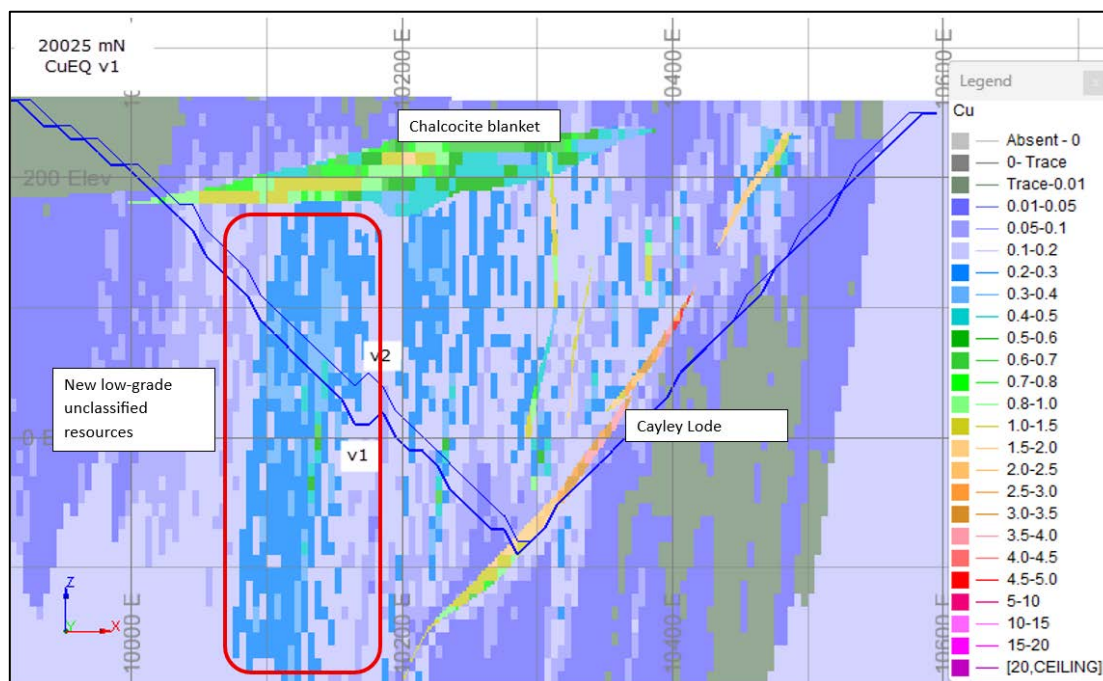 20025 mN
CuEQ v1
10200 E
10400 E
10600 E
Chalcocite blanket
200 Elev
v2
New low-grade
unclassified
resources
Cayley Lode
0 E
v1
Z
Y
X
10000 E
10200 E
10400 E
10600 E
Legend
x
Cu
Absent - 0
0- Trace
Trace-0.01
0.01-0.05
0.05-0.1
0.1-0.2
0.2-0.3
0.3-0.4
0.4-0.5
0.5-0.6
0.6-0.7
0.7-0.8
0.8-1.0
1.0-1.5
1.5-2.0
2.0-2.5
2.5-3.0
3.0-3.5
3.5-4.0
4.0-4.5
4.5-5.0
5-10
10-15
15-20
[20,CEILING]